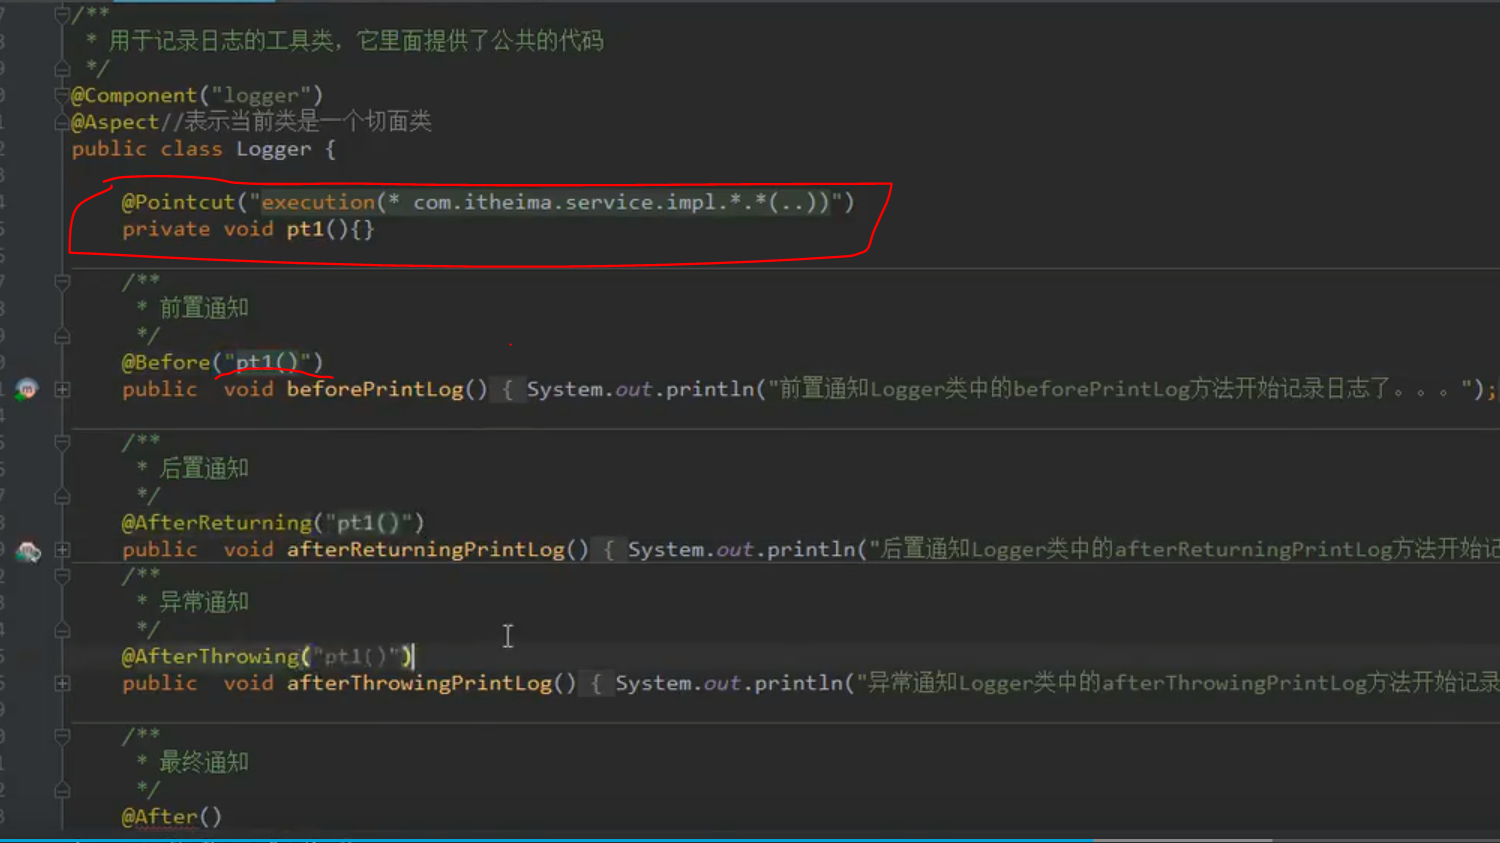 /**
* 用于记录日志的工具类，它里面提供了公共的代码
*/
@Component("logger")
@Aspect//表示当前类是一个切面类
public class Logger {
@Pointcut("execution(* com.itheima.service.impl.*.*(..))")
private void pt1(){}
/**
* 前置通知
*/
@Before("pt1()")
public void beforePrintLog() { System.out.println("前置通知Logger类中的beforePrintLog方法开始记录日志了。。。");
/**
* 后置通知
*/
@AfterReturning("pt1()")
public void afterReturningPrintLog() { System.out.println("后置通知Logger类中的afterReturningPrintLog方法开始记
/**
* 异常通知
*/
@AfterThrowing("pt1()")
public void afterThrowingPrintLog() { System.out.println("异常通知Logger类中的afterThrowingPrintLog方法开始记录
/**
* 最终通知
*/
@After()